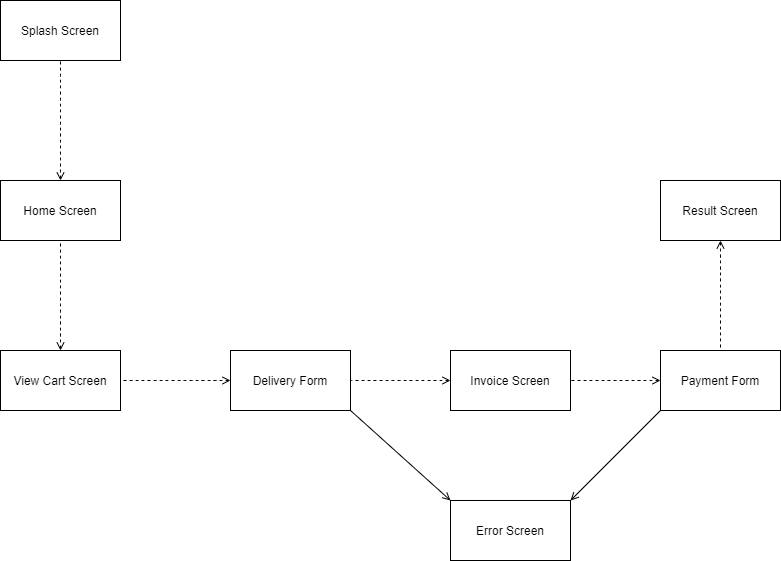 Splash Screen
Home Screen
Result Screen
View Cart Screen
Delivery Form
Invoice Screen
Payment Form
Error Screen